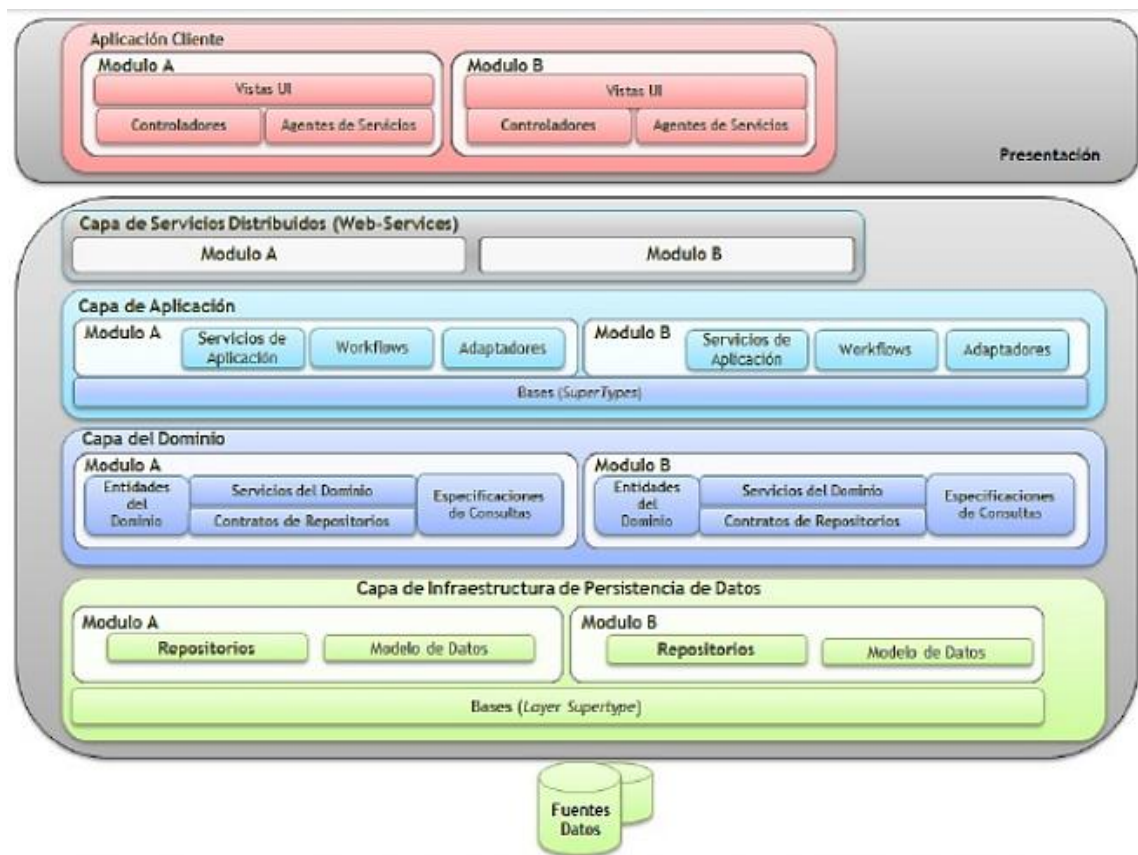 Aplicación Cliente
Modulo A
Vistas UI
Controladores
Agentes de Servicios
Modulo B
Vistas UI
Controladores
Agentes de Servicios
Presentación
Capa de Servicios Distribuidos (Web-Services)
Modulo A
Modulo B
Capa de Aplicación
Modulo A
Servicios de
Aplicación
Workflows
Adaptadores
Modulo B
Servicios de
Aplicación
Workflows
Adaptadores
Bases (SuperTypes)
Capa del Dominio
Modulo A
Entidades
del
Dominio
Servicios del Dominio
Contratos de Repositorios
Especificaciones
de Consultas
Modulo B
Entidades
del
Dominio
Servicios del Dominio
Contratos de Repositorios
Especificaciones
de Consultas
Capa de Infraestructura de Persistencia de Datos
Modulo A
Repositorios
Modelo de Datos
Modulo B
Repositorios
Modelo de Datos
Bases (Layer Supertype)
Fuentes
Datos